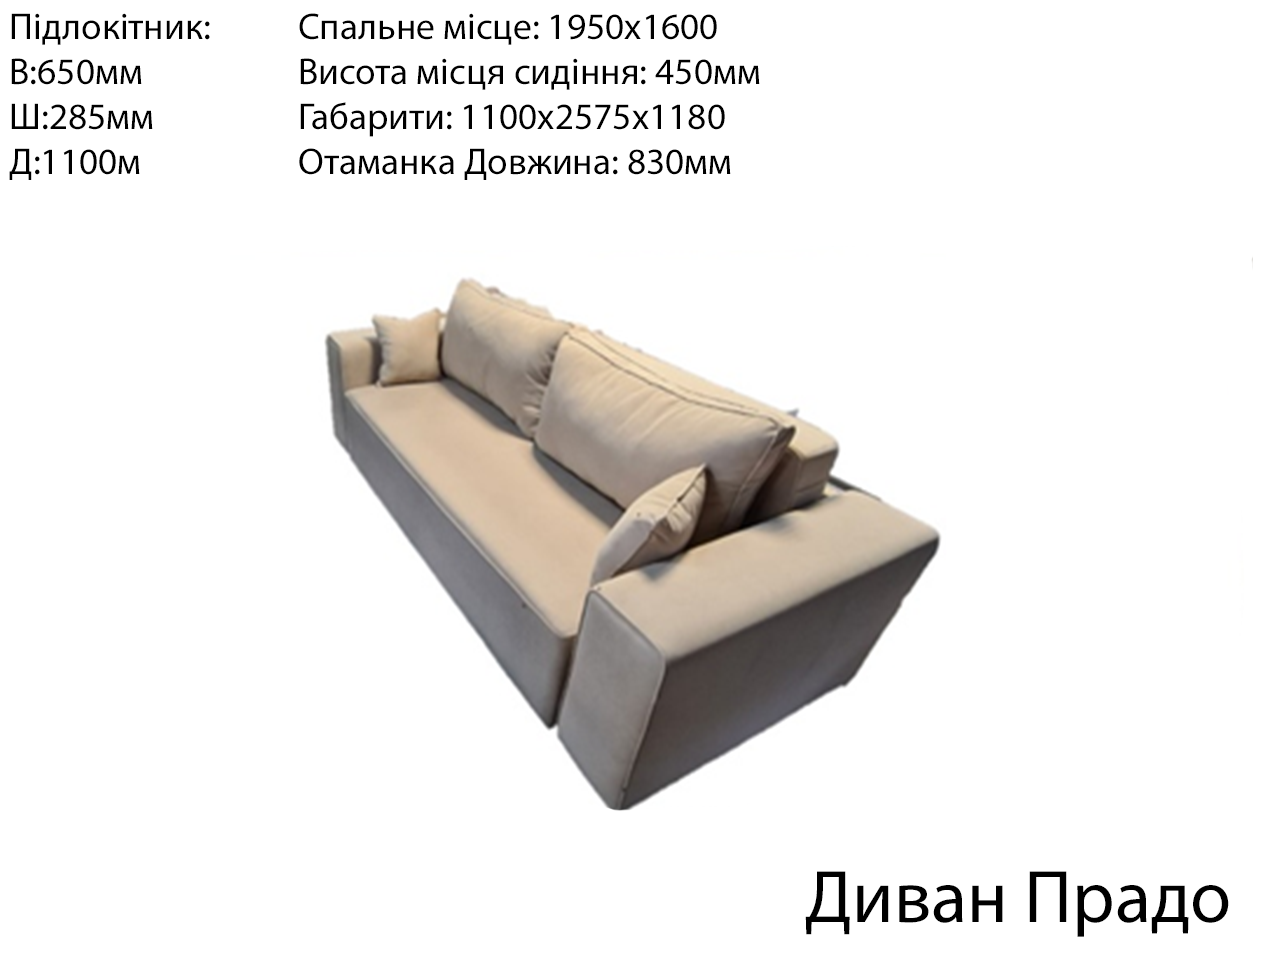 Підлокітник:
В:650мм
Ш:285мм
Д:1100м
Спальне місце: 1950х1600
Висота місця сидіння: 450мм
Габарити: 1100х2575х1180
Отаманка Довжина: 830мм
Диван Прадо